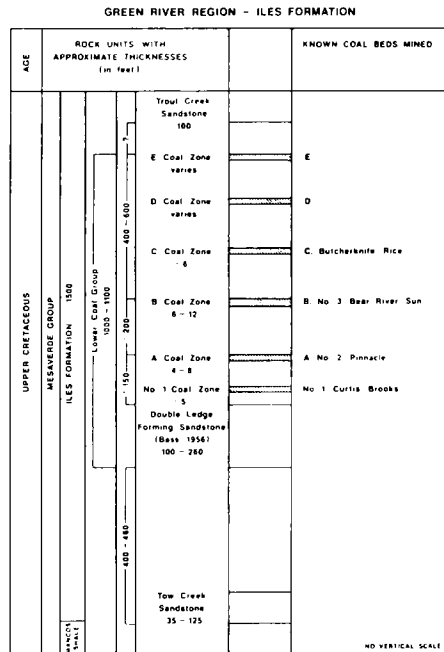 GREEN RIVER REGION - ILES FORMATION
AGE
ROCK UNITS WITH
APPROXIMATE THICKNESSES
(in feet)
KNOWN COAL BEDS MINED
UPPER CRETACEOUS
MESAVERDE GROUP
ILES FORMATION 1500
MANCOS
SHALE
Lower Coal Group
1000 - 1100
?
400 - 600
200
150
400 - 480
Trout Creek
Sandstone
100
E Coal Zone
varies
E
D Coal Zone
varies
D
C Coal Zone
6
C. Butcherknife Rice
B Coal Zone
6 - 12
B. No 3 Bear River Sun
A Coal Zone
4 - 8
A No 2 Pinnacle
No 1 Coal Zone
5
No 1 Curtis Brooks
Double Ledge
Forming Sandstone
(Bass 1956)
100 - 260
Tow Creek
Sandstone
35 - 125
NO VERTICAL SCALE